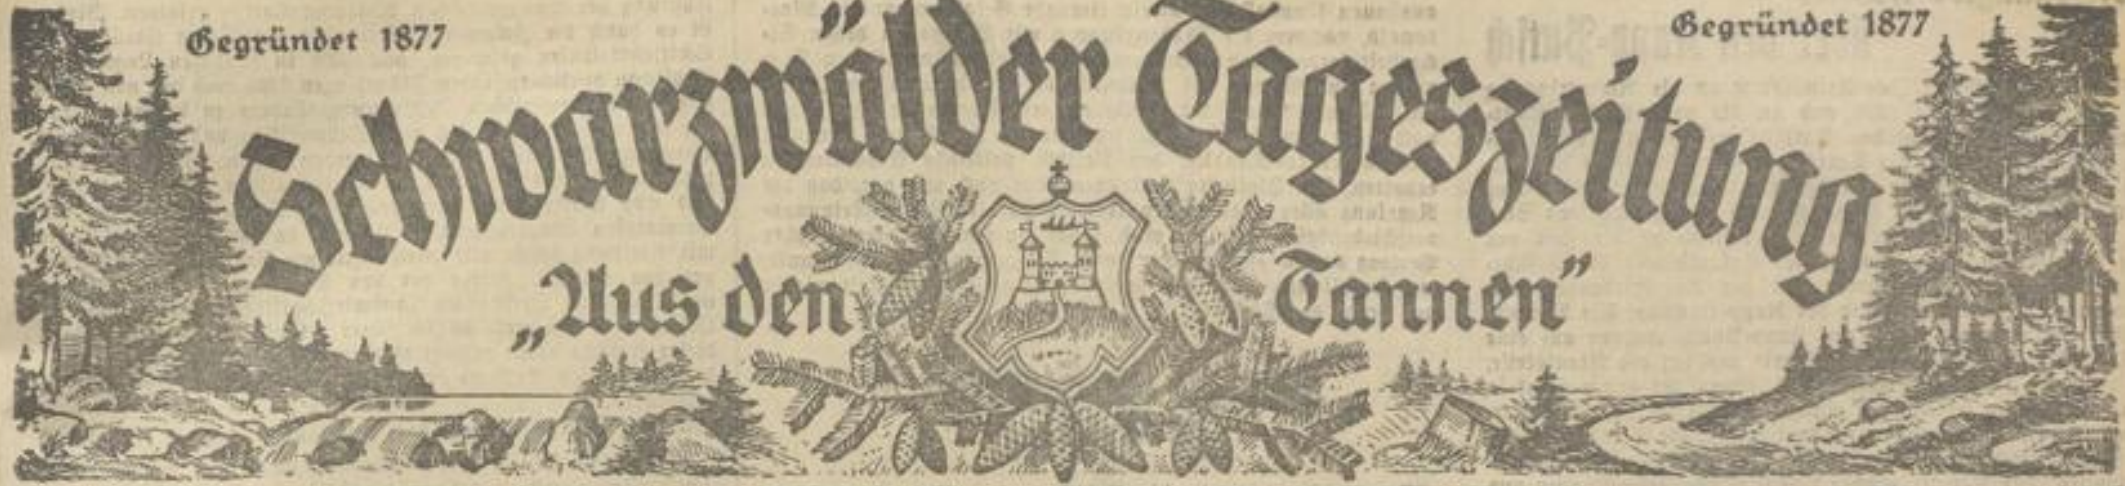 Gegründet 1877
Gegründet 1877
Schwarzwälder Tageszeitung
„Aus den Tannen"